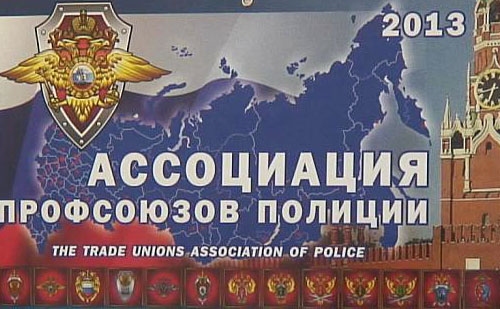 2013
АССОЦИАЦИЯ
ПРОФСОЮЗОВ ПОЛИЦИИ
THE TRADE UNIONS ASSOCIATION OF POLICE